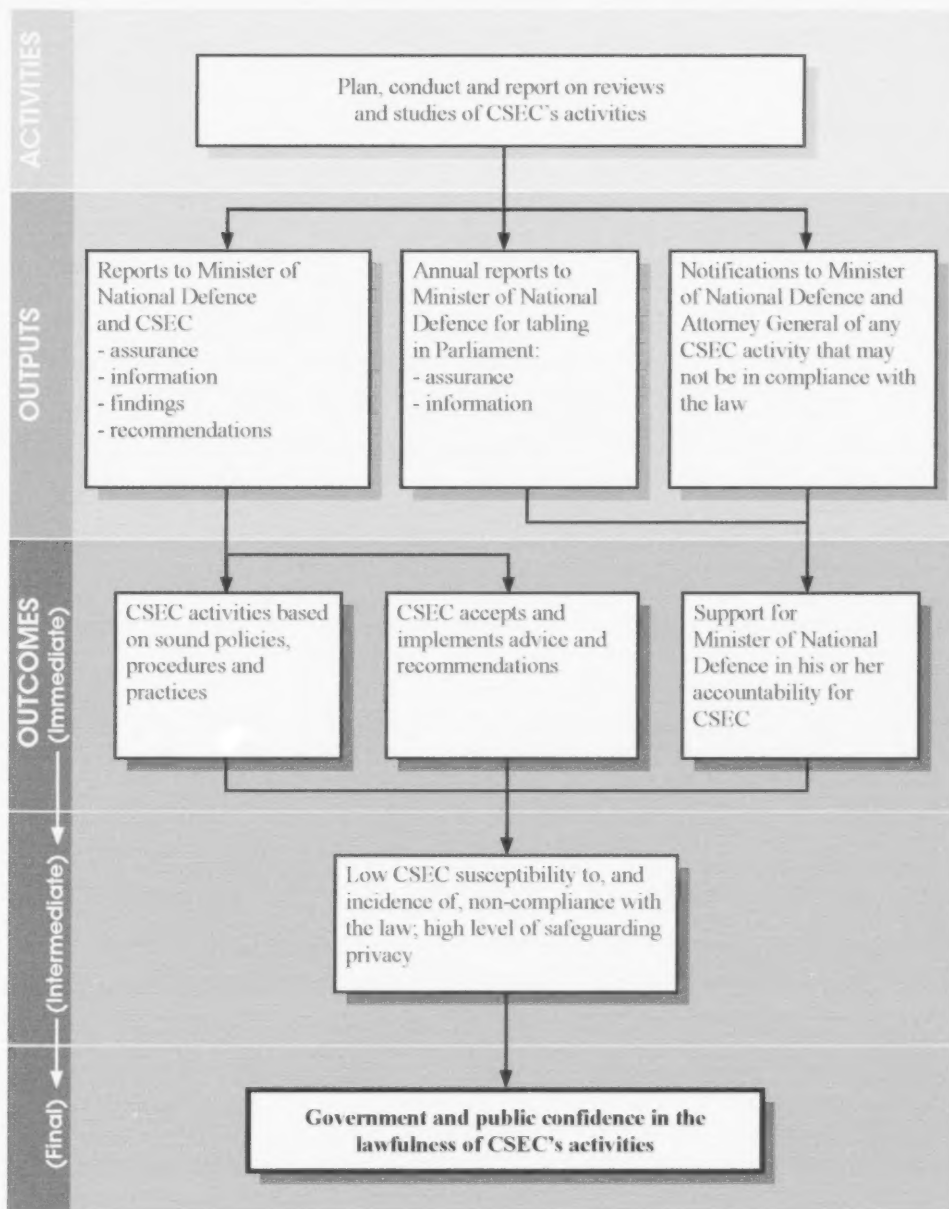 ACTIVITIES
Plan, conduct and report on reviews
and studies of CSEC's activities
OUTPUTS
Reports to Minister of
National Defence
and CSEC
- assurance
- information
- findings
- recommendations
Annual reports to
Minister of National
Defence for tabling
in Parliament:
- assurance
- information
Notifications to Minister
of National Defence and
Attorney General of any
CSEC activity that may
not be in compliance with
the law
OUTCOMES
(Immediate)
CSEC activities based
on sound policies,
procedures and
practices
CSEC accepts and
implements advice and
recommendations
Support for
Minister of National
Defence in his or her
accountability for
CSEC
(Intermediate)
Low CSEC susceptibility to, and
incidence of, non-compliance with
the law; high level of safeguarding
privacy
(Final)
Government and public confidence in the
lawfulness of CSEC's activities